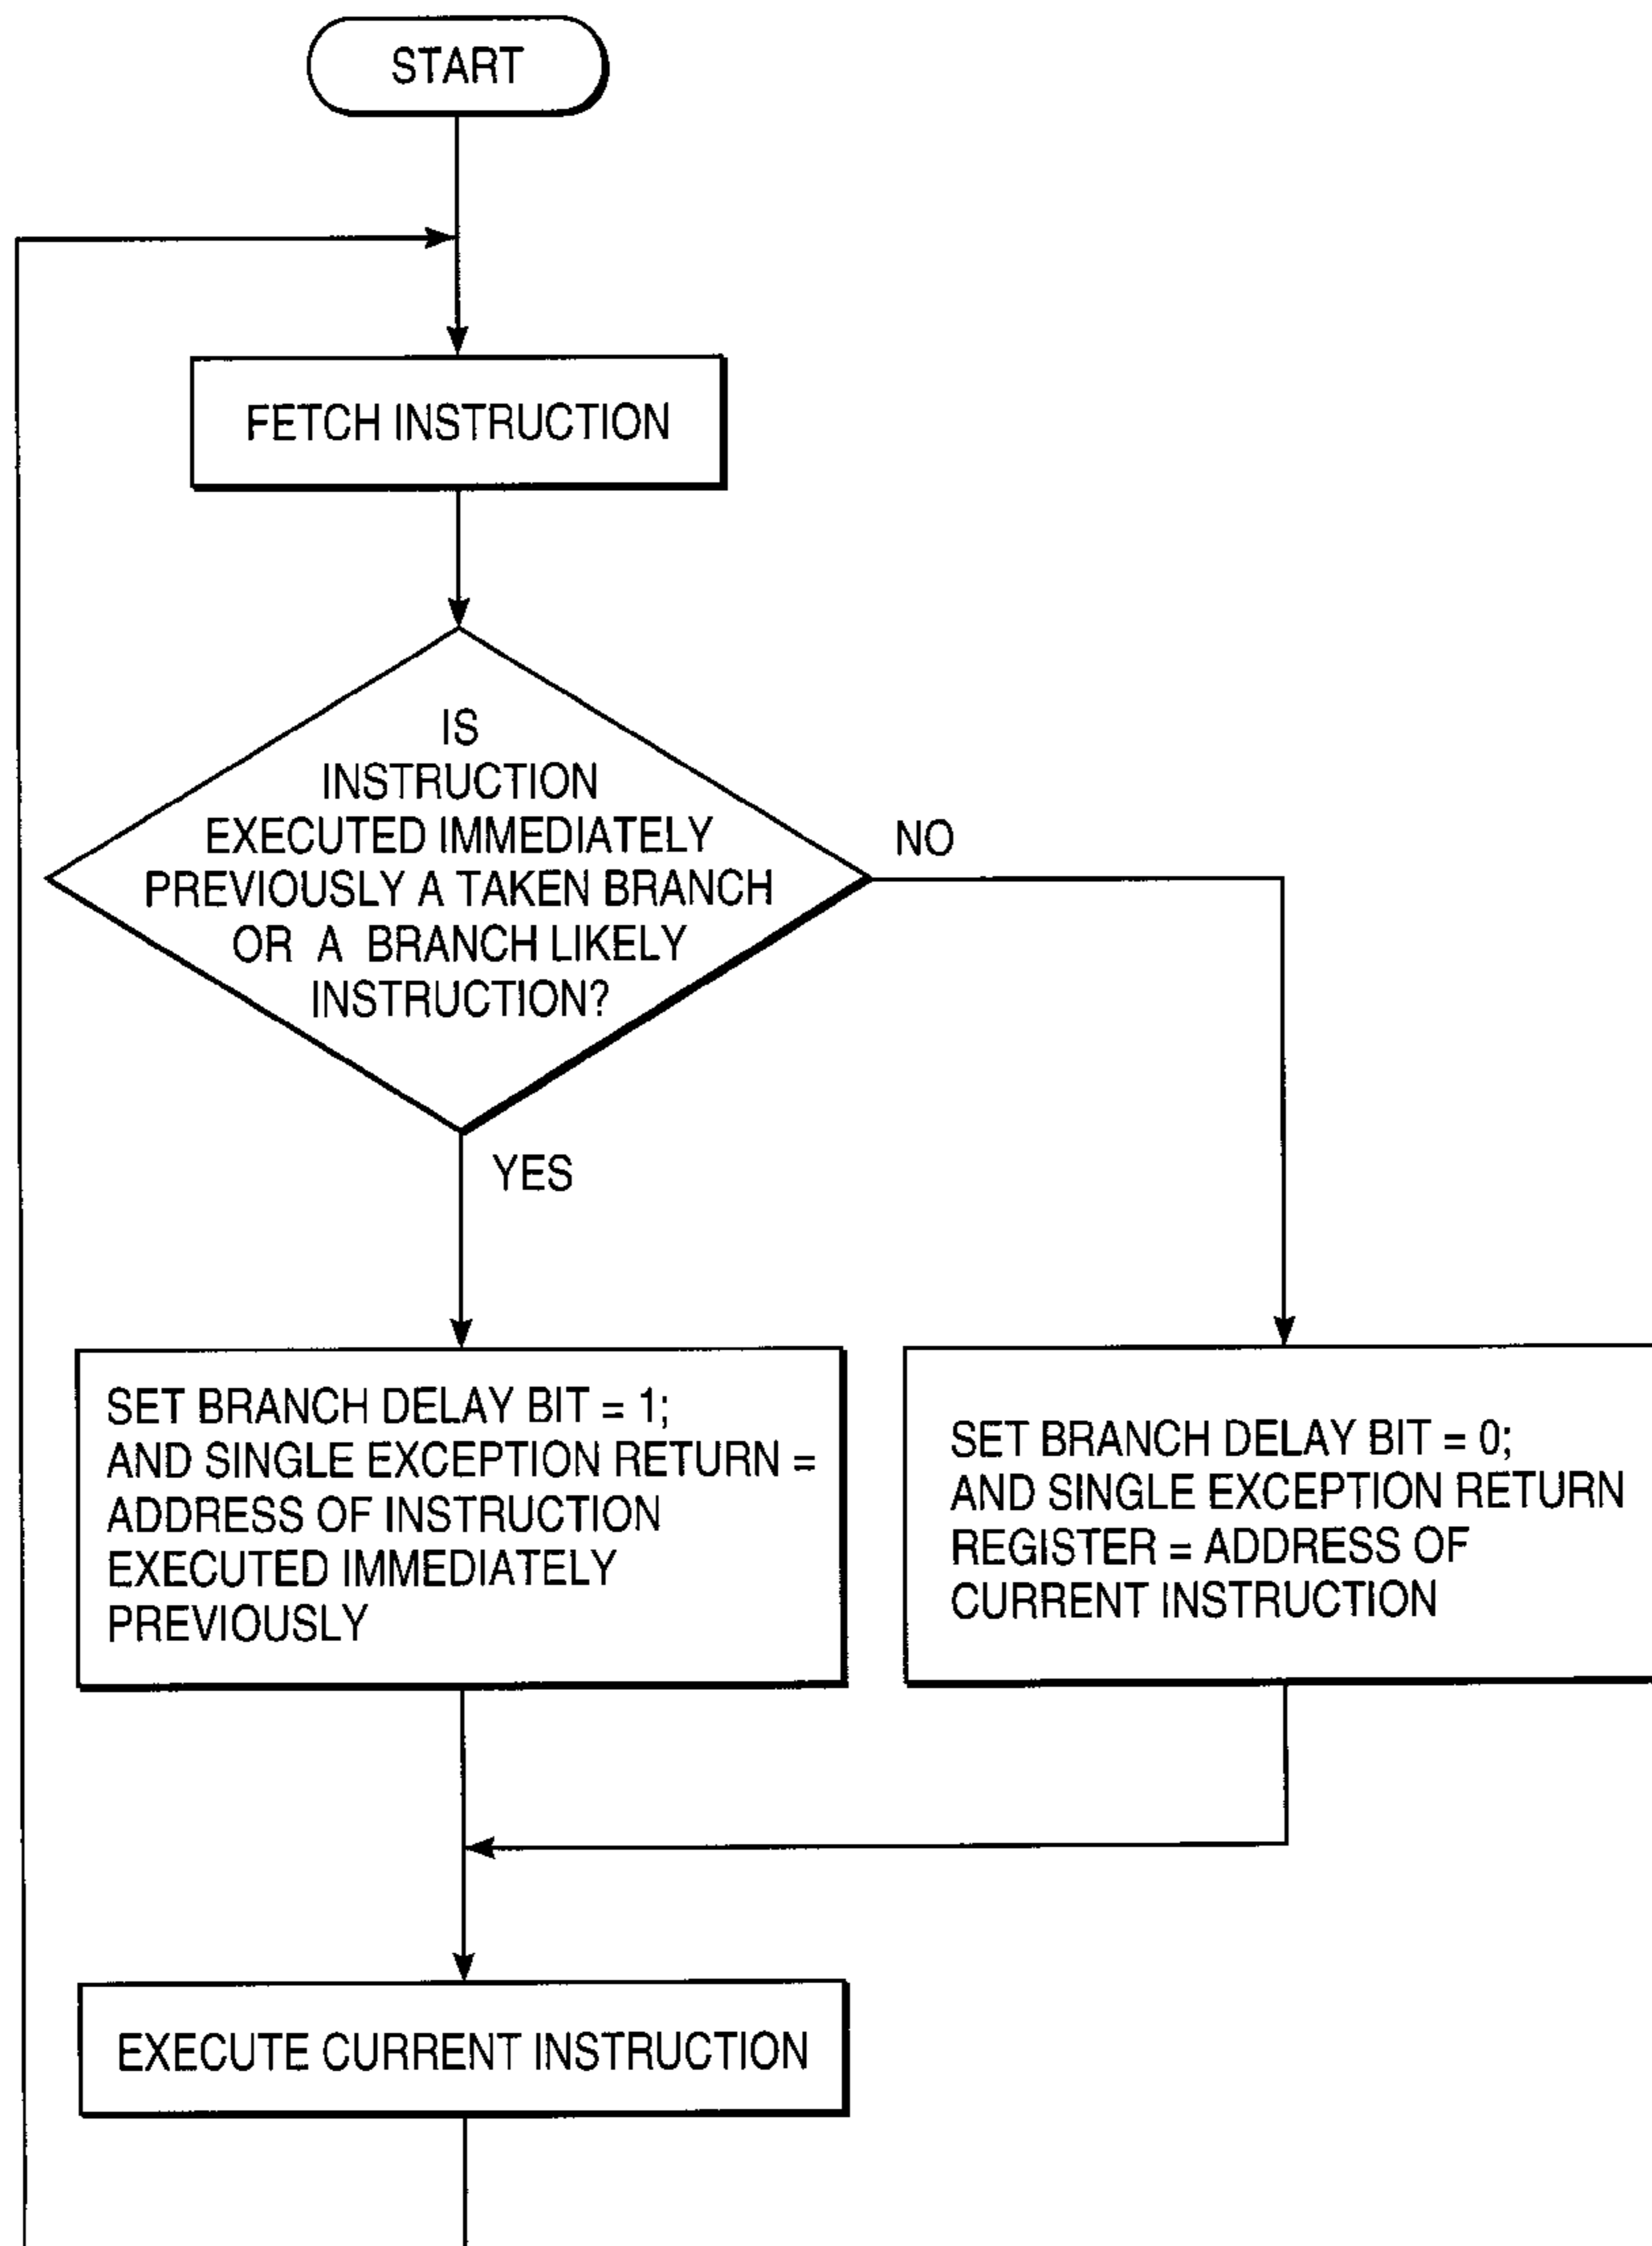 START
FETCH INSTRUCTION
IS
INSTRUCTION
EXECUTED IMMEDIATELY
PREVIOUSLY A TAKEN BRANCH
OR A BRANCH LIKELY
INSTRUCTION?
NO
YES
SET BRANCH DELAY BIT = 1;
AND SINGLE EXCEPTION RETURN =
ADDRESS OF INSTRUCTION
EXECUTED IMMEDIATELY
PREVIOUSLY
SET BRANCH DELAY BIT = 0;
AND SINGLE EXCEPTION RETURN
REGISTER = ADDRESS OF
CURRENT INSTRUCTION
EXECUTE CURRENT INSTRUCTION